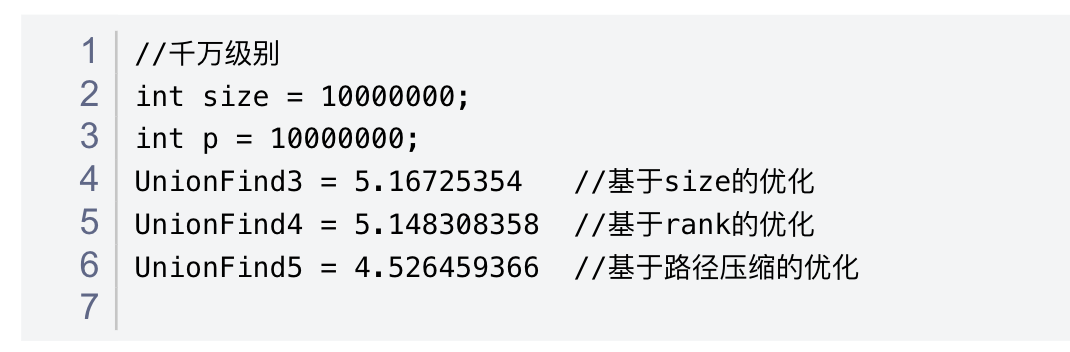 1 //千万级别
2 int size = 10000000;
3 int p = 10000000;
4 UnionFind3 = 5.16725354   //基于size的优化
5 UnionFind4 = 5.148308358  //基于rank的优化
6 UnionFind5 = 4.526459366  //基于路径压缩的优化
7